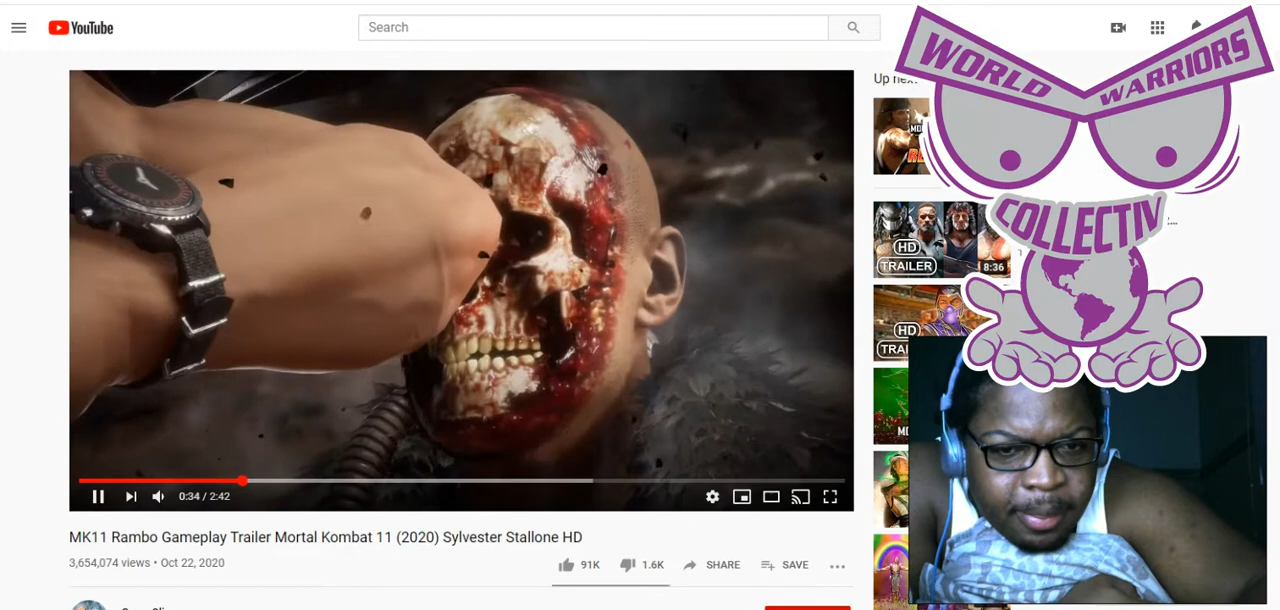 YouTube
Search
WORLD WARRIORS
COLLECTIV
Up next
HD
TRAILER
8:36
HD
0:34 / 2:42
MK11 Rambo Gameplay Trailer Mortal Kombat 11 (2020) Sylvester Stallone HD
3,654,074 views • Oct 22, 2020
91K
1.6K
SHARE
SAVE